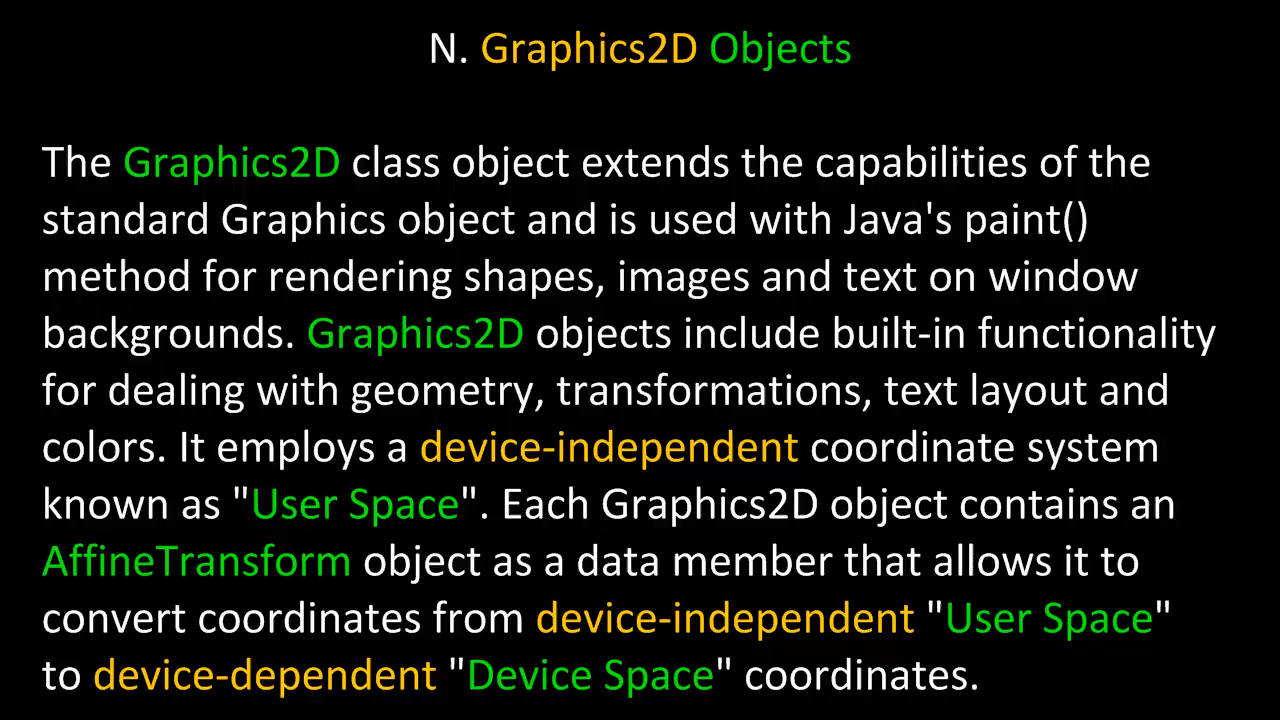 N. Graphics2D Objects
The Graphics2D class object extends the capabilities of the
standard Graphics object and is used with Java's paint()
method for rendering shapes, images and text on window
backgrounds. Graphics2D objects include built-in functionality
for dealing with geometry, transformations, text layout and
colors. It employs a device-independent coordinate system
known as "User Space". Each Graphics2D object contains an
AffineTransform object as a data member that allows it to
convert coordinates from device-independent "User Space"
to device-dependent "Device Space" coordinates.